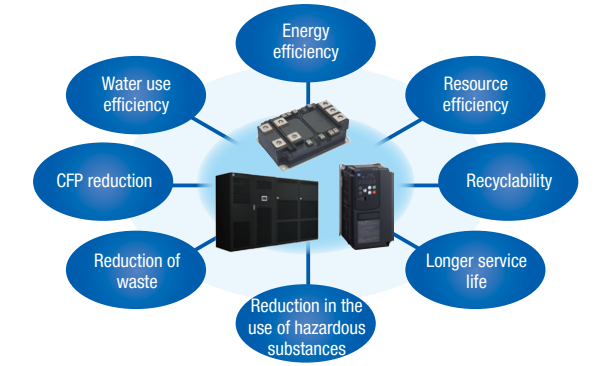 Energy
efficiency
Water use
efficiency
Resource
efficiency
CFP reduction
Recyclability
Reduction of
waste
Longer service
life
Reduction in the
use of hazardous
substances